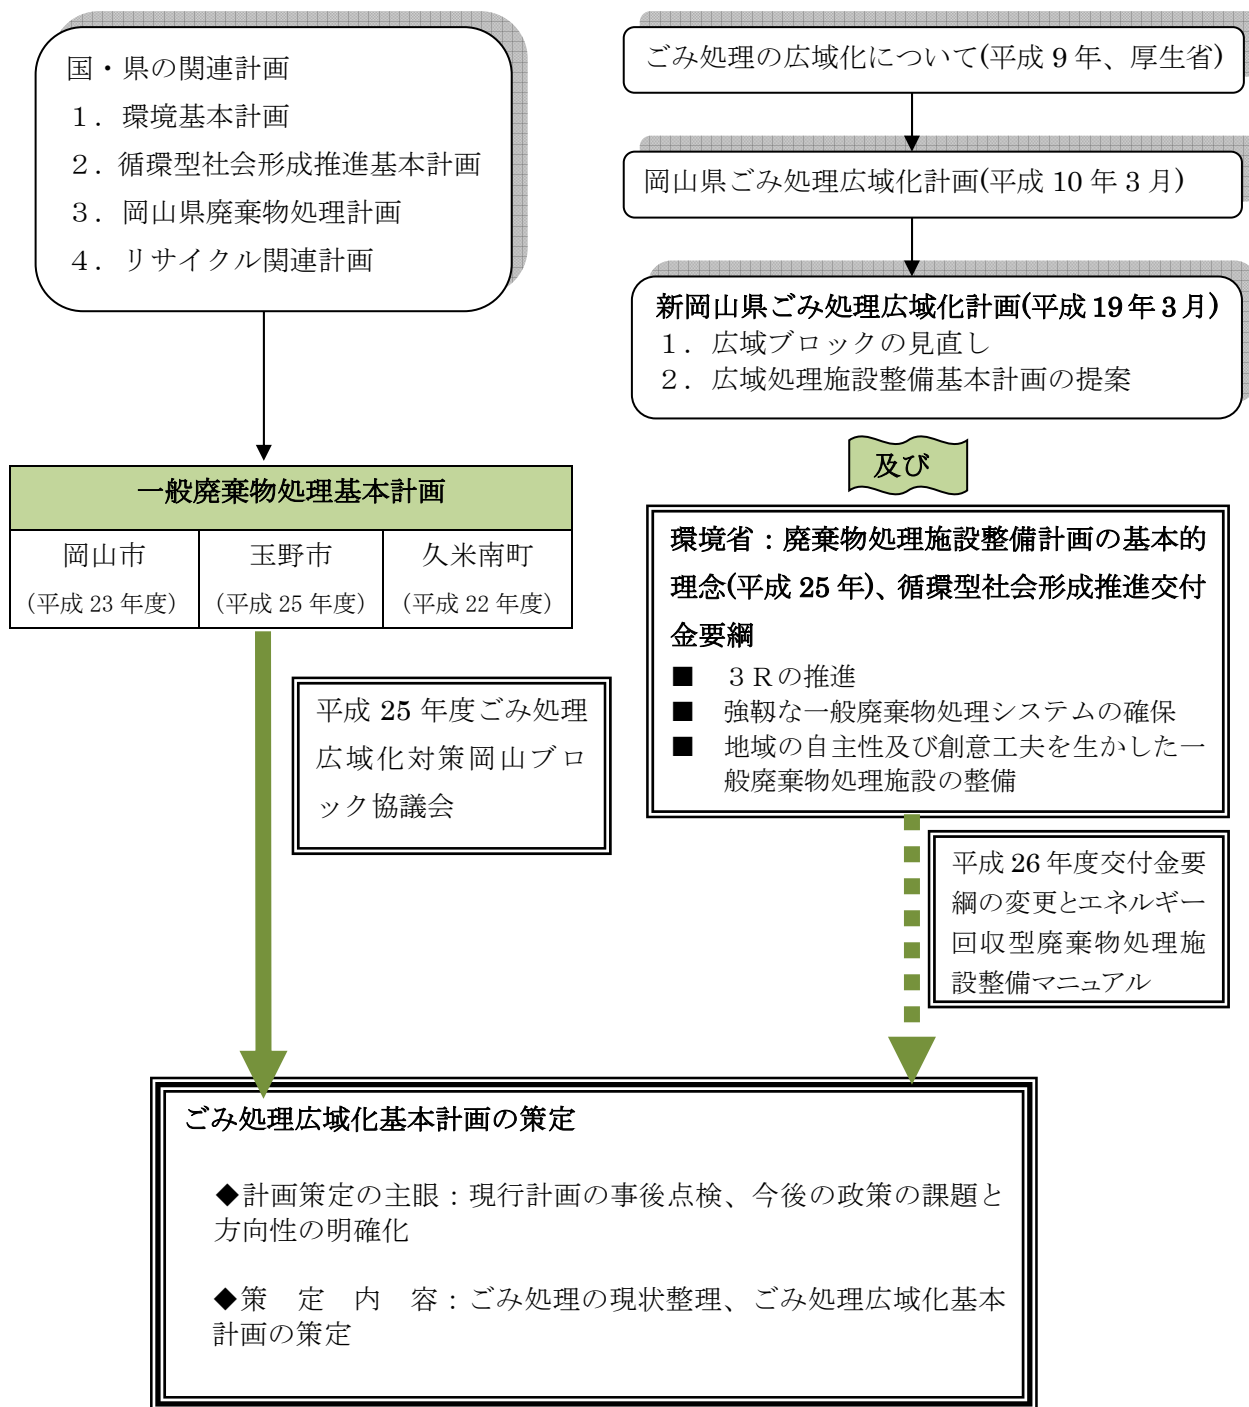 国・県の関連計画
１．環境基本計画
２．循環型社会形成推進基本計画
３．岡山県廃棄物処理計画
４．リサイクル関連計画
ごみ処理の広域化について(平成 9 年、厚生省)
岡山県ごみ処理広域化計画(平成 10 年 3 月)
新岡山県ごみ処理広域化計画(平成 19 年 3 月)
１．広域ブロックの見直し
２．広域処理施設整備基本計画の提案
及び
一般廃棄物処理基本計画
岡山市
(平成 23 年度)
玉野市
(平成 25 年度)
久米南町
(平成 22 年度)
環境省：廃棄物処理施設整備計画の基本的
理念(平成 25 年)、循環型社会形成推進交付
金要綱
■ ３Ｒの推進
■ 強靱な一般廃棄物処理システムの確保
■ 地域の自主性及び創意工夫を生かした一
般廃棄物処理施設の整備
平成 25 年度ごみ処理
広域化対策岡山ブロ
ック協議会
平成 26 年度交付金要
綱の変更とエネルギー
回収型廃棄物処理施
設整備マニュアル
ごみ処理広域化基本計画の策定
◆計画策定の主眼：現行計画の事後点検、今後の政策の課題と
方向性の明確化
◆策　定　内　容：ごみ処理の現状整理、ごみ処理広域化基本
計画の策定